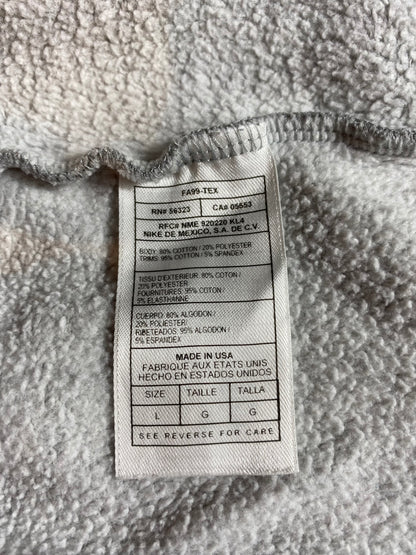 FA99-TEX
RN# 56323 CA# 05553
RFC# NME 920220 KL4
NIKE DE MEXICO, S.A. DE C.V.
BODY: 80% COTTON / 20% POLYESTER
TRIMS: 95% COTTON / 5% SPANDEX
TISSU D'EXTERIEUR: 80% COTON/
20% POLYESTER
FOURNITURES: 95% COTON/
5% ELASTHANNE
CUERPO: 80% ALGODON /
20% POLIESTER/
RIBETEADOS: 95% ALGODON /
5% ESPANDEX
MADE IN USA
FABRIQUE AUX ETATS UNIS
HECHO EN ESTADOS UNIDOS
SIZE TAILLE TALLA
L G G
SEE REVERSE FOR CARE